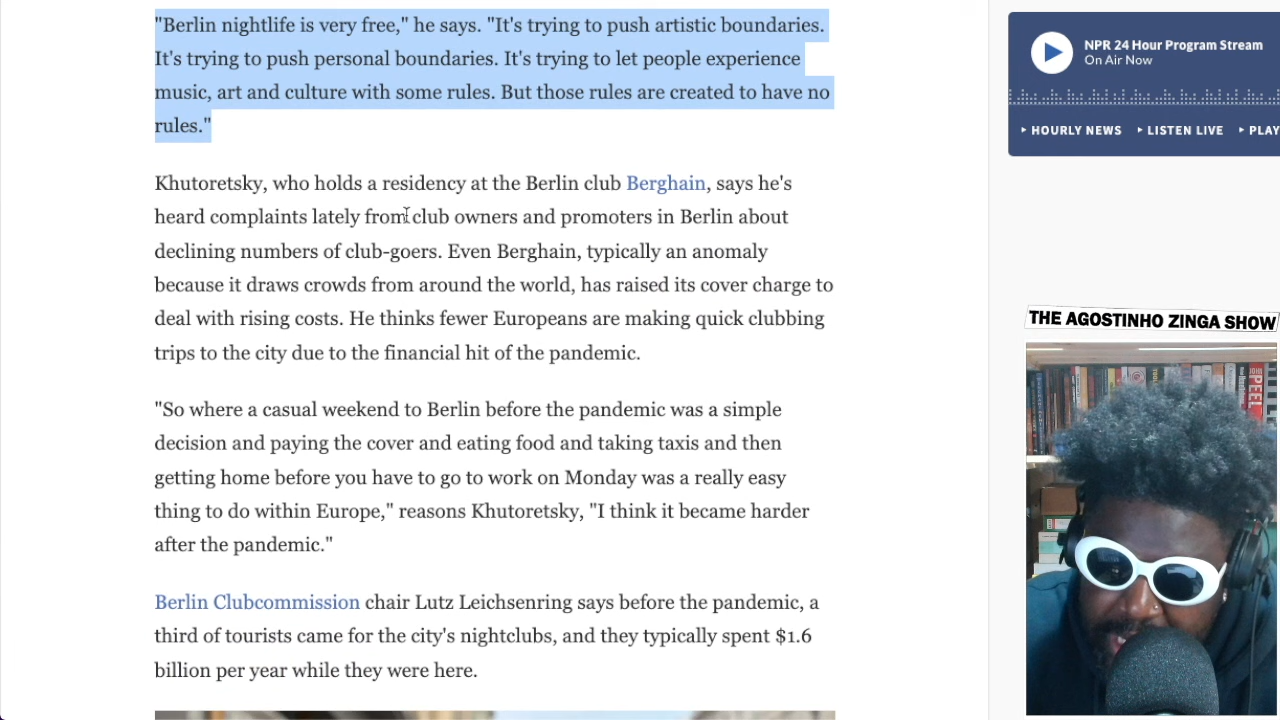 "Berlin nightlife is very free," he says. "It's trying to push artistic boundaries.
It's trying to push personal boundaries. It's trying to let people experience
music, art and culture with some rules. But those rules are created to have no
rules."
Khutoretsky, who holds a residency at the Berlin club Berghain, says he's
heard complaints lately from club owners and promoters in Berlin about
declining numbers of club-goers. Even Berghain, typically an anomaly
because it draws crowds from around the world, has raised its cover charge to
deal with rising costs. He thinks fewer Europeans are making quick clubbing
trips to the city due to the financial hit of the pandemic.
"So where a casual weekend to Berlin before the pandemic was a simple
decision and paying the cover and eating food and taking taxis and then
getting home before you have to go to work on Monday was a really easy
thing to do within Europe," reasons Khutoretsky, "I think it became harder
after the pandemic."
Berlin Clubcommission chair Lutz Leichsenring says before the pandemic, a
third of tourists came for the city's nightclubs, and they typically spent $1.6
billion per year while they were here.
NPR 24 Hour Program Stream
On Air Now
HOURLY NEWS LISTEN LIVE PLAY
THE AGOSTINHO ZINGA SHOW
PEEL